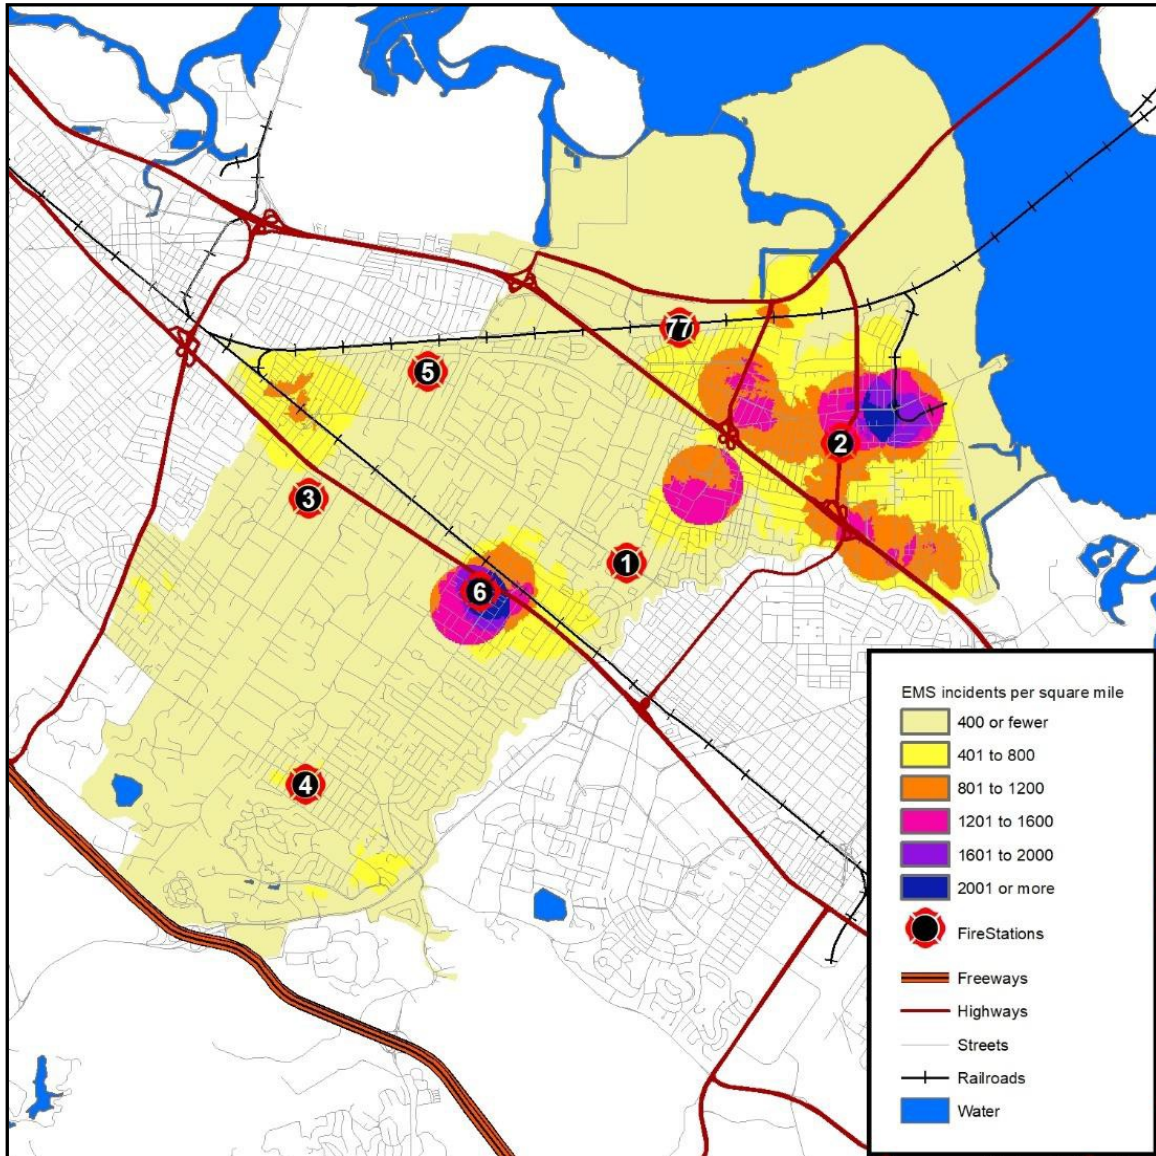 77
5
2
3
1
6
4
EMS incidents per square mile
400 or fewer
401 to 800
801 to 1200
1201 to 1600
1601 to 2000
2001 or more
FireStations
Freeways
Highways
Streets
Railroads
Water